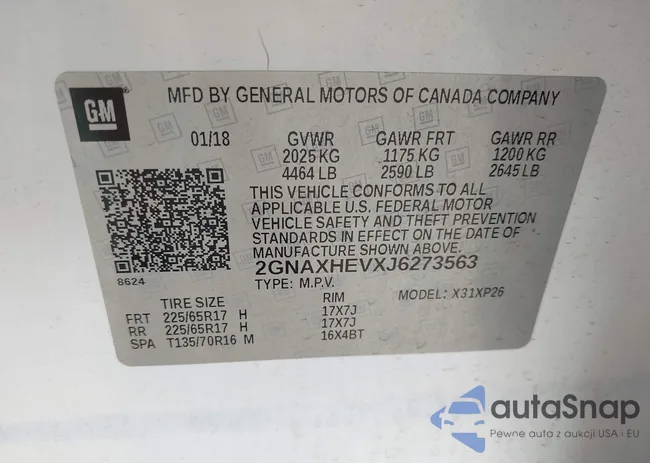 GM
MFD BY GENERAL MOTORS OF CANADA COMPANY
01/18 GVWR GAWR FRT GAWR RR
2025 KG 1175 KG 1200 KG
4464 LB 2590 LB 2645 LB
THIS VEHICLE CONFORMS TO ALL
APPLICABLE U.S. FEDERAL MOTOR
VEHICLE SAFETY AND THEFT PREVENTION
STANDARDS IN EFFECT ON THE DATE OF
MANUFACTURE SHOWN ABOVE.
8624
2GNAXHEVXJ6273563
TYPE: M.P.V. MODEL: X31XP26
TIRE SIZE RIM
FRT 225/65R17 H 17X7J
RR 225/65R17 H 17X7J
SPA T135/70R16 M 16X4BT
autaSnap
Pewne auta z aukcji USA i EU